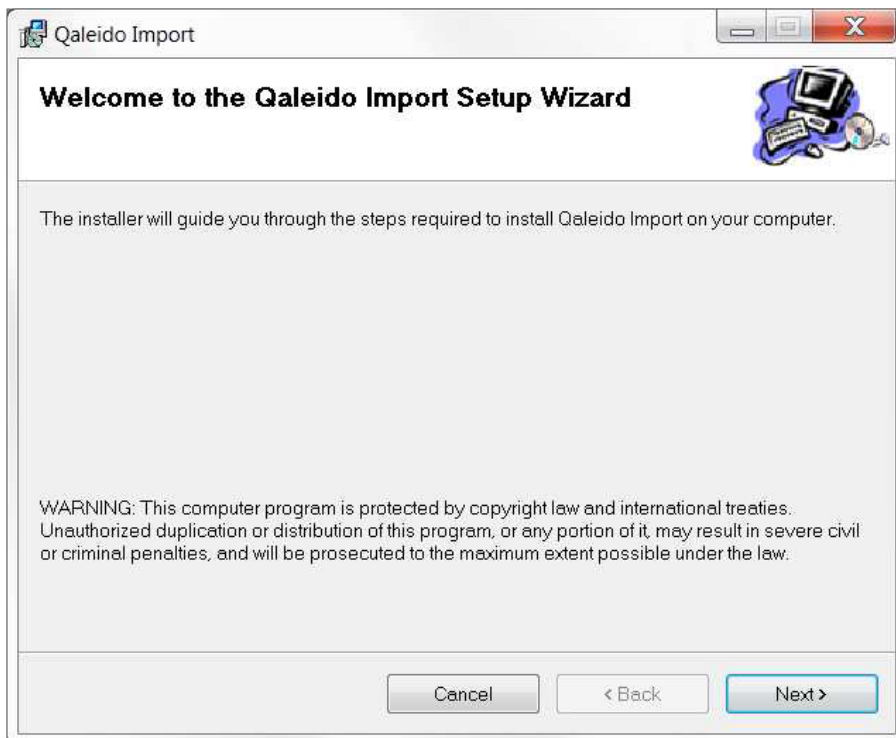 Qaleido Import
Welcome to the Qaleido Import Setup Wizard
The installer will guide you through the steps required to install Qaleido Import on your computer.
WARNING: This computer program is protected by copyright law and international treaties.
Unauthorized duplication or distribution of this program, or any portion of it, may result in severe civil
or criminal penalties, and will be prosecuted to the maximum extent possible under the law.
Cancel
< Back
Next >